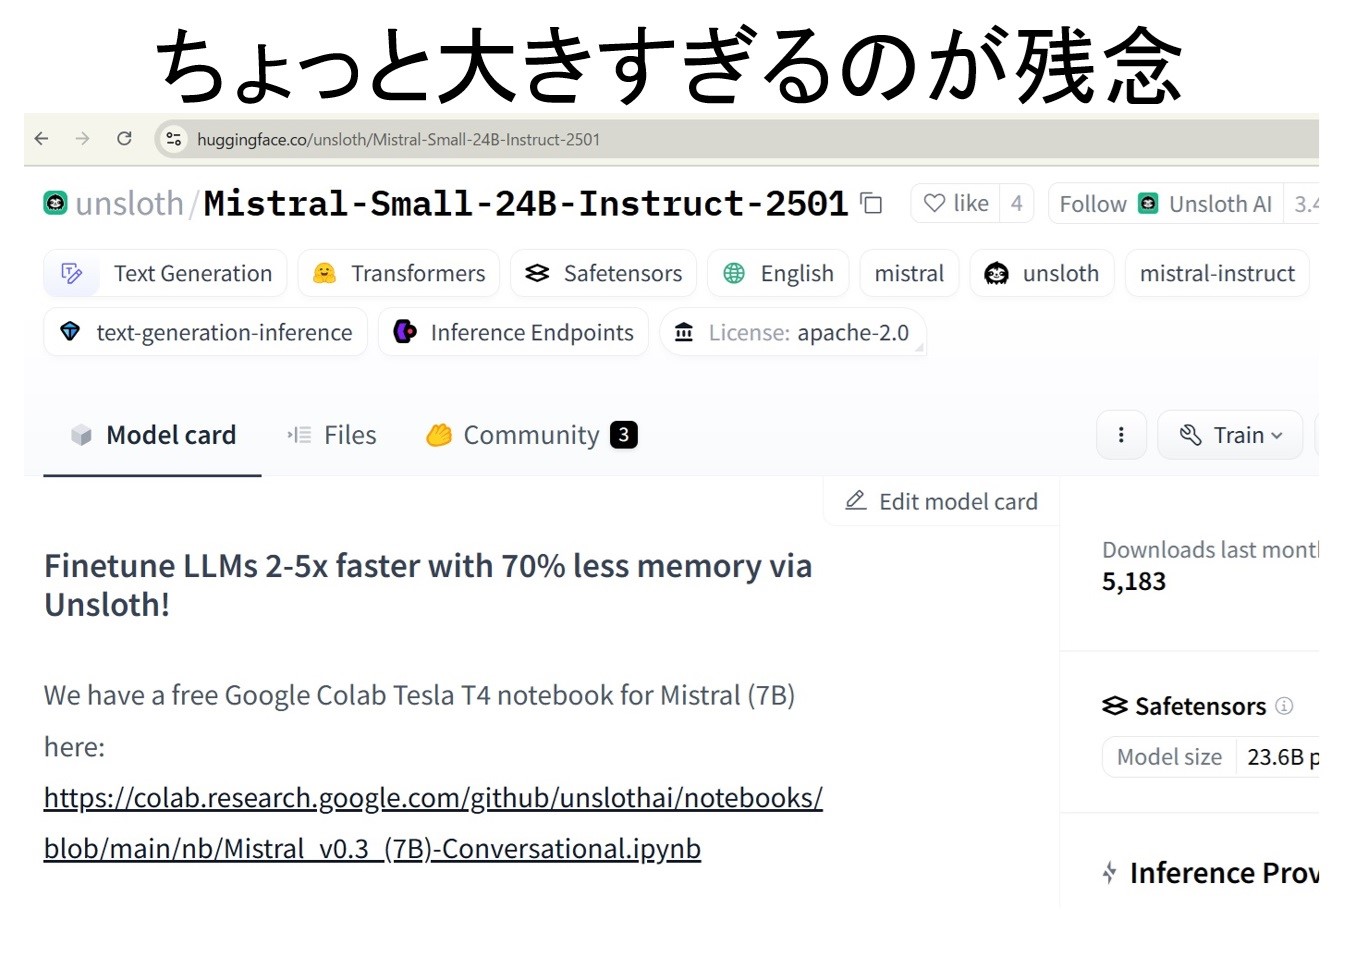 ちょっと大きすぎるのが残念
huggingface.co/unsloth/Mistral-Small-24B-Instruct-2501
unsloth/Mistral-Small-24B-Instruct-2501 like 4 Follow Unsloth AI 3.4
Text Generation Transformers Safetensors English mistral unsloth mistral-instruct
text-generation-inference Inference Endpoints License: apache-2.0
Model card Files Community 3 Train
Edit model card
Finetune LLMs 2-5x faster with 70% less memory via
Unsloth!
We have a free Google Colab Tesla T4 notebook for Mistral (7B)
here:
https://colab.research.google.com/github/unslothai/notebooks/
blob/main/nb/Mistral_v0.3_(7B)-Conversational.ipynb
Downloads last month
5,183
Safetensors
Model size 23.6B p
Inference Prov